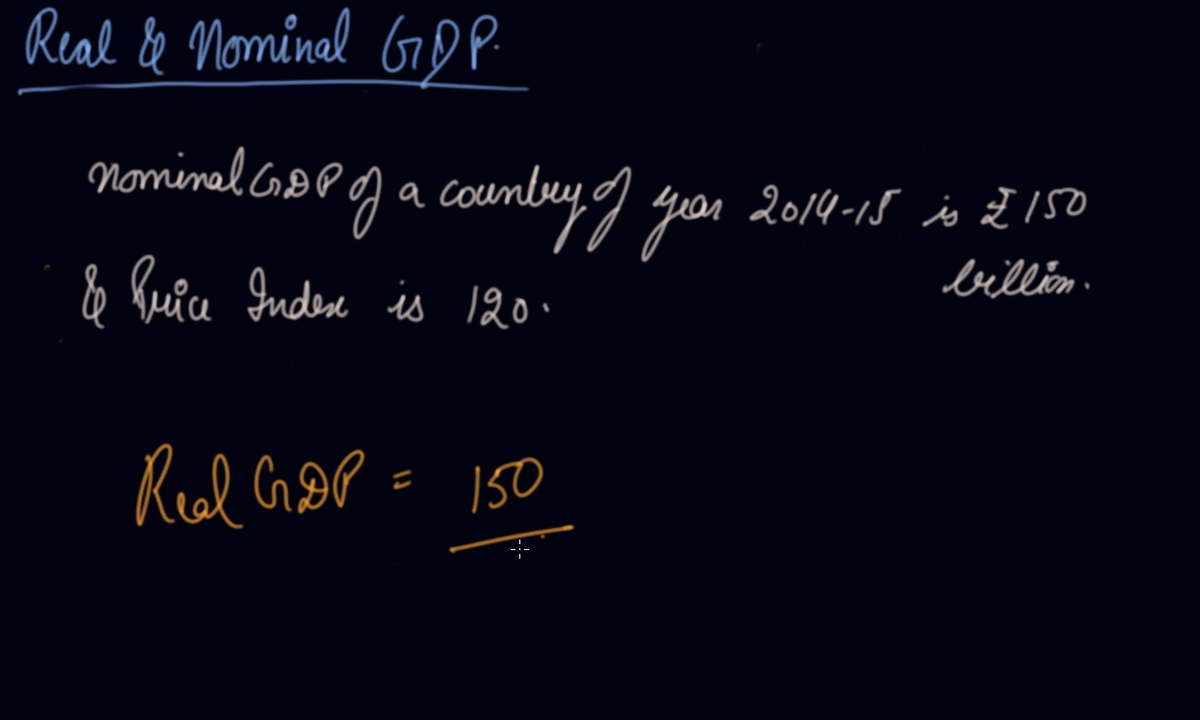 Real & Nominal GDP.
nominal GDP of a country of year 2014-15 is ₹150
billion.
& Price Index is 120.
Real GDP = 150